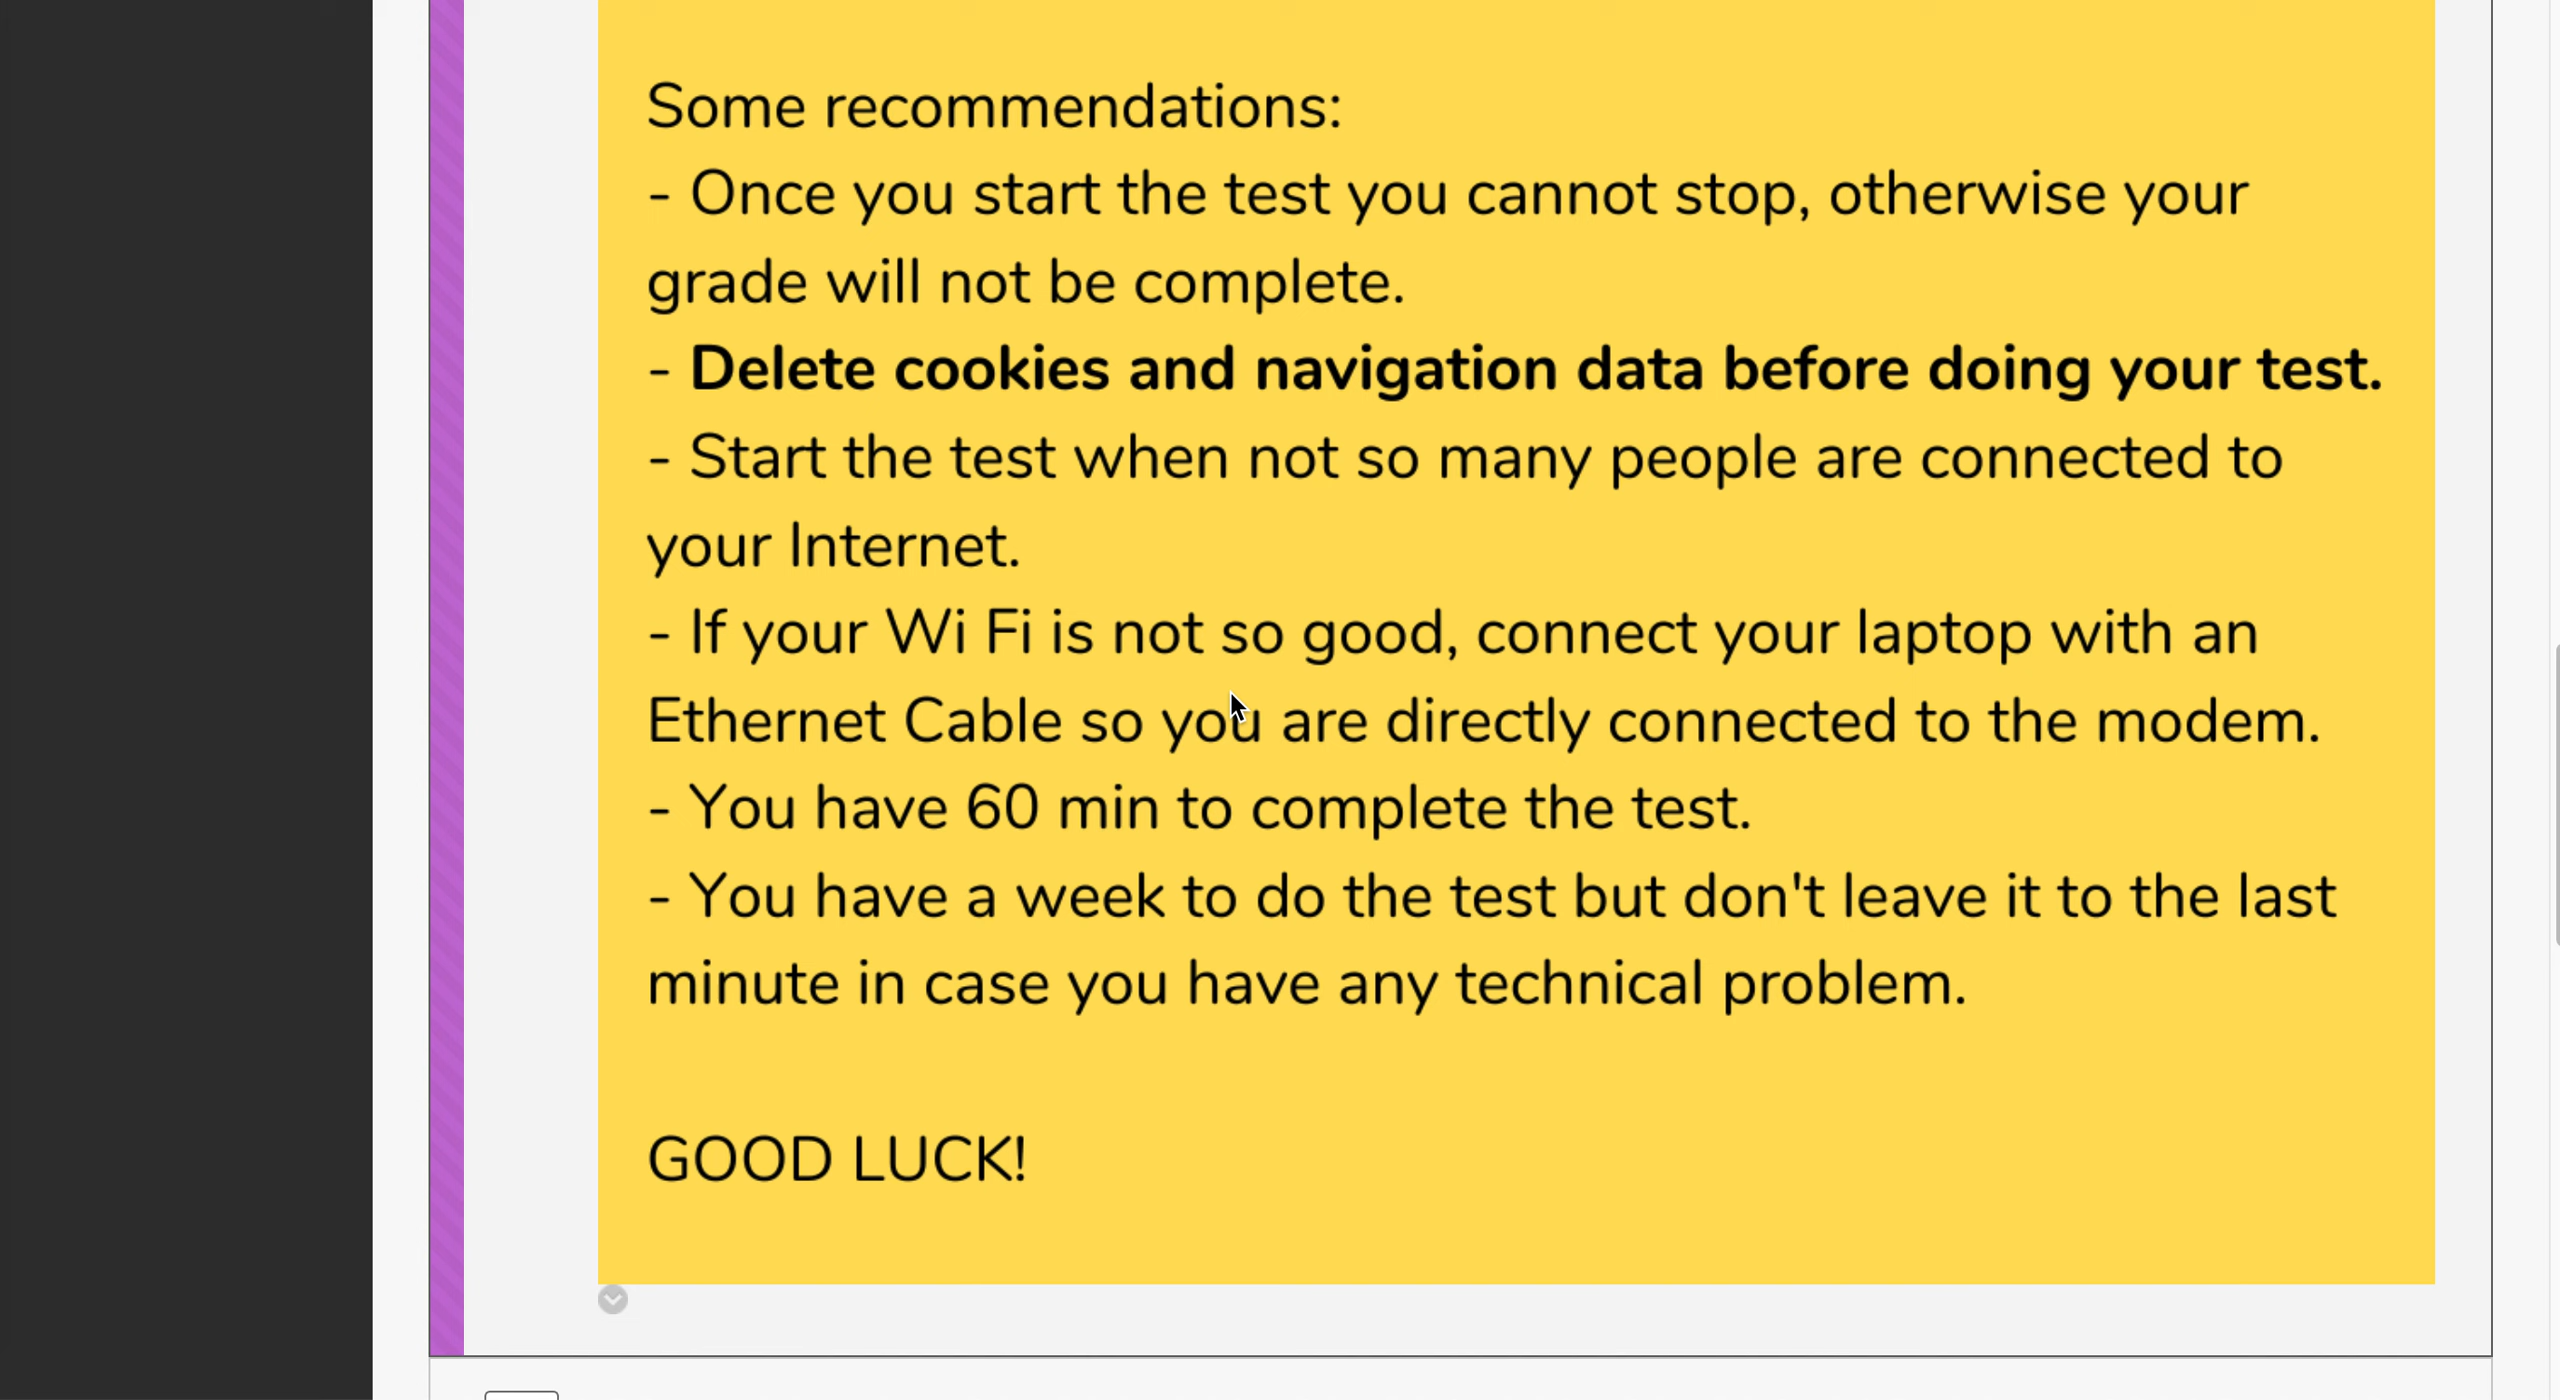 Some recommendations:
- Once you start the test you cannot stop, otherwise your
grade will not be complete.
- Delete cookies and navigation data before doing your test.
- Start the test when not so many people are connected to
your Internet.
- If your Wi Fi is not so good, connect your laptop with an
Ethernet Cable so you are directly connected to the modem.
- You have 60 min to complete the test.
- You have a week to do the test but don't leave it to the last
minute in case you have any technical problem.
GOOD LUCK!